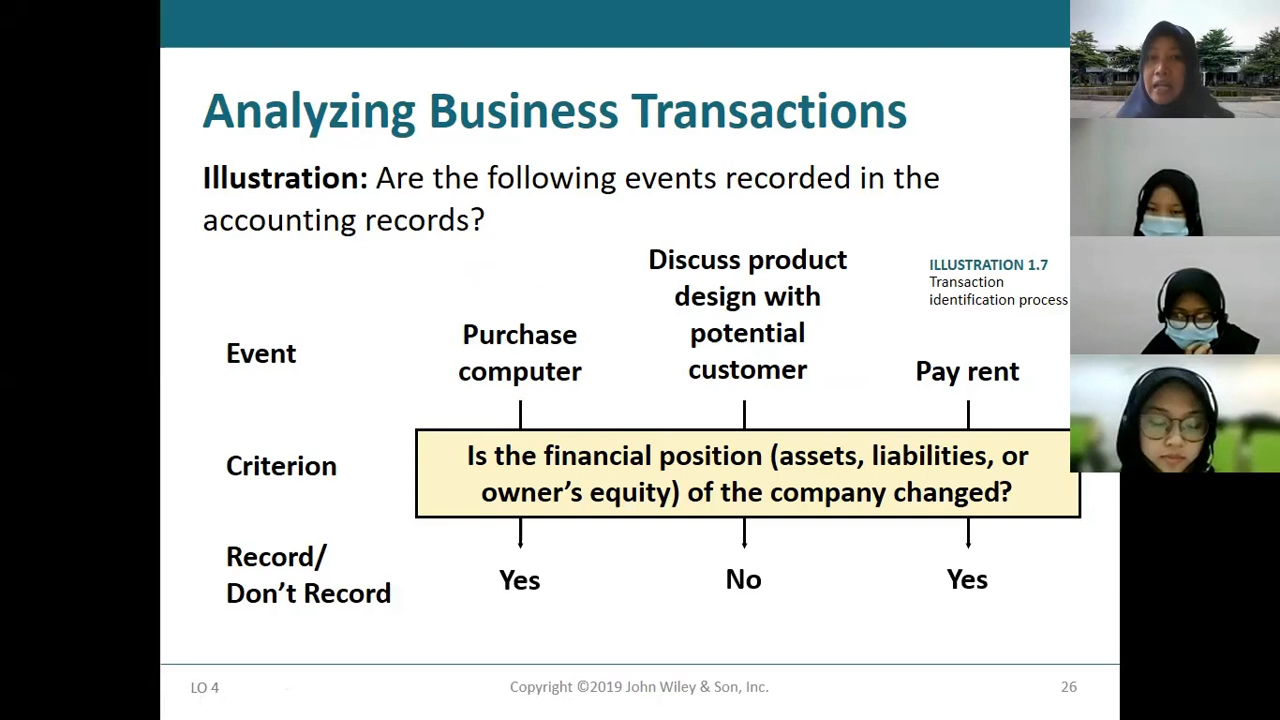 Analyzing Business Transactions
Illustration: Are the following events recorded in the
accounting records?
ILLUSTRATION 1.7
Transaction
identification process
Event
Purchase
computer
Discuss product
design with
potential
customer
Pay rent
Criterion
Is the financial position (assets, liabilities, or
owner’s equity) of the company changed?
Record/
Don’t Record
Yes
No
Yes
LO 4
Copyright ©2019 John Wiley & Son, Inc.
26